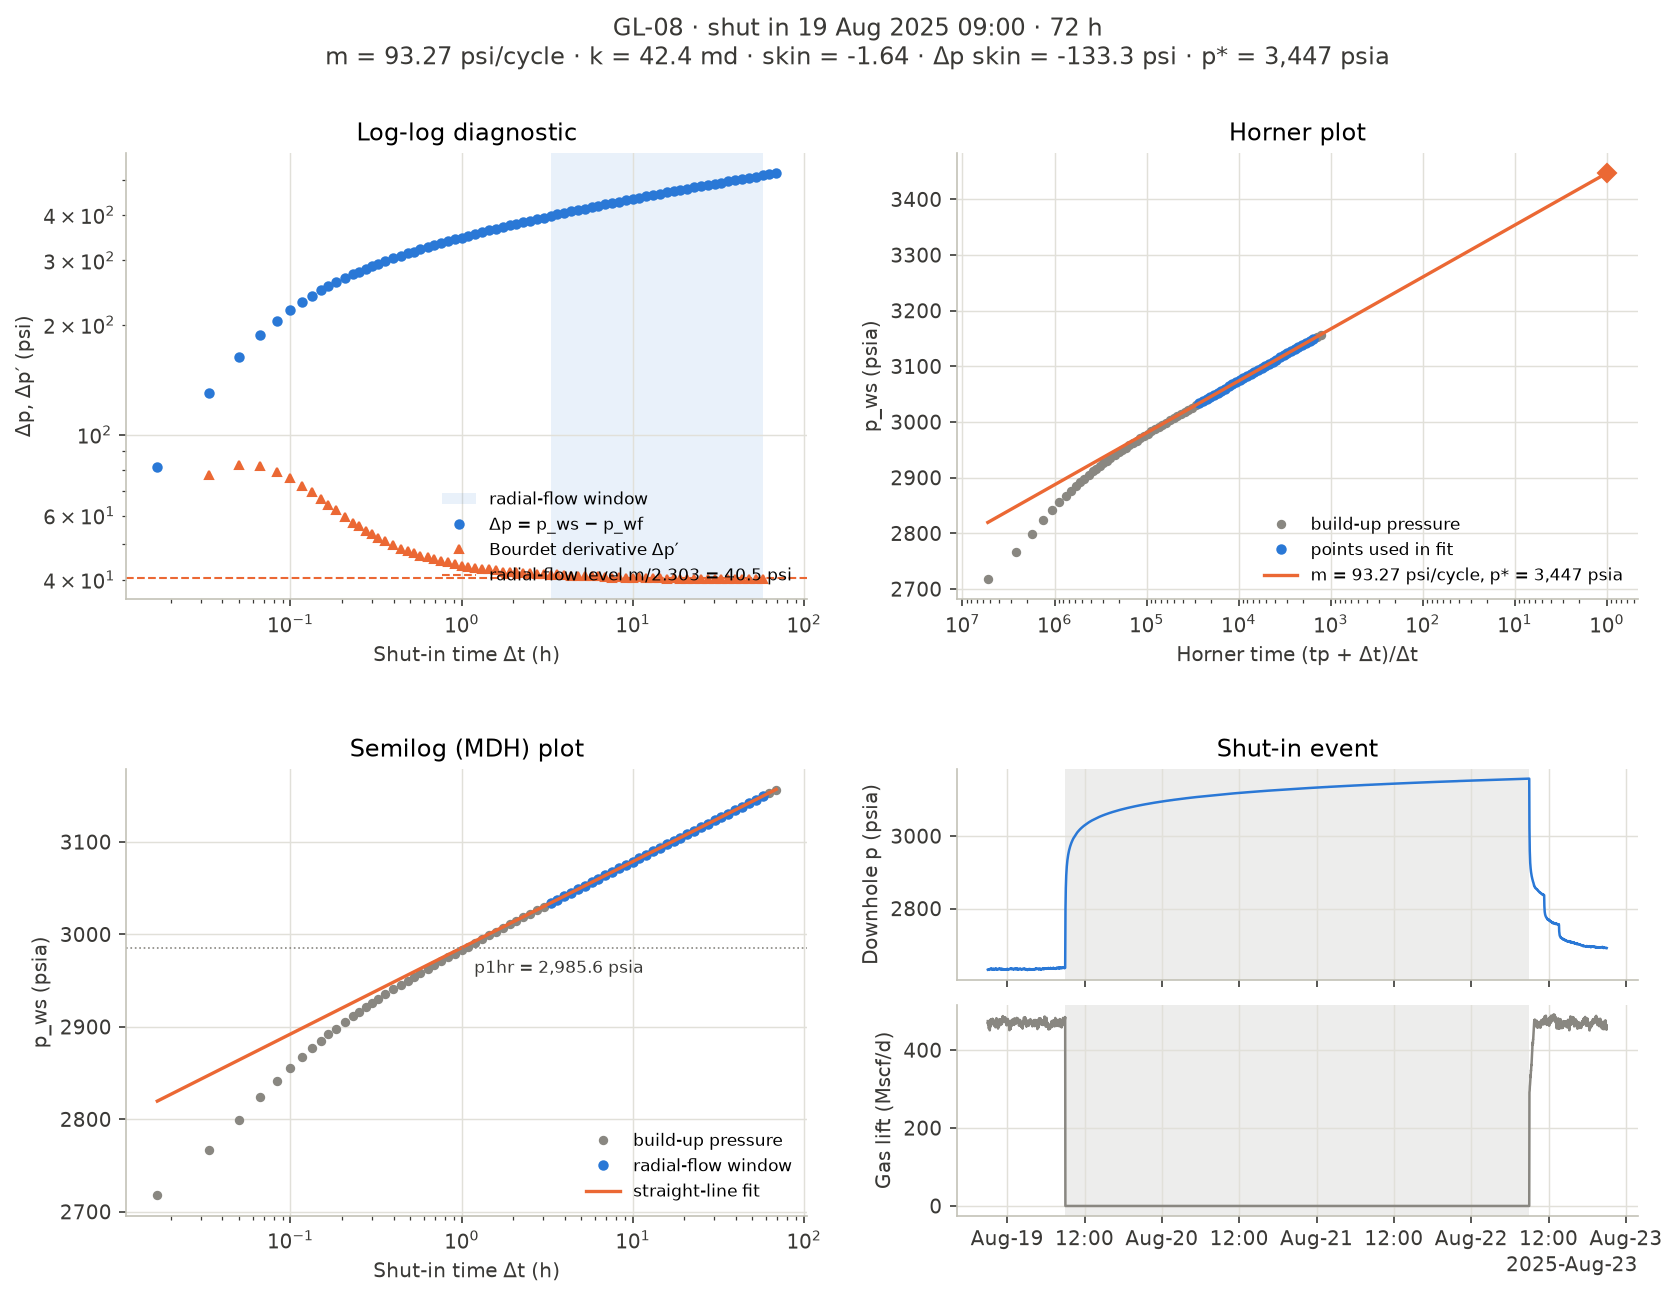 GL-08 · shut in 19 Aug 2025 09:00 · 72 h
m = 93.27 psi/cycle · k = 42.4 md · skin = -1.64 · Δp skin = -133.3 psi · p* = 3,447 psia
Log-log diagnostic
Δp, Δp′ (psi)
4 × 10²
3 × 10²
2 × 10²
10²
6 × 10¹
4 × 10¹
radial-flow window
Δp = p_ws − p_wf
Bourdet derivative Δp′
radial-flow level m/2.303 = 40.5 psi
10⁻¹ 10⁰ 10¹ 10²
Shut-in time Δt (h)
Horner plot
p_ws (psia)
3400
3300
3200
3100
3000
2900
2800
2700
build-up pressure
points used in fit
m = 93.27 psi/cycle, p* = 3,447 psia
10⁷ 10⁶ 10⁵ 10⁴ 10³ 10² 10¹ 10⁰
Horner time (tp + Δt)/Δt
Semilog (MDH) plot
p_ws (psia)
3100
3000
2900
2800
2700
p1hr = 2,985.6 psia
build-up pressure
radial-flow window
straight-line fit
10⁻¹ 10⁰ 10¹ 10²
Shut-in time Δt (h)
Shut-in event
Downhole p (psia)
3000
2800
Gas lift (Mscf/d)
400
200
0
Aug-19 12:00 Aug-20 12:00 Aug-21 12:00 Aug-22 12:00 Aug-23
2025-Aug-23